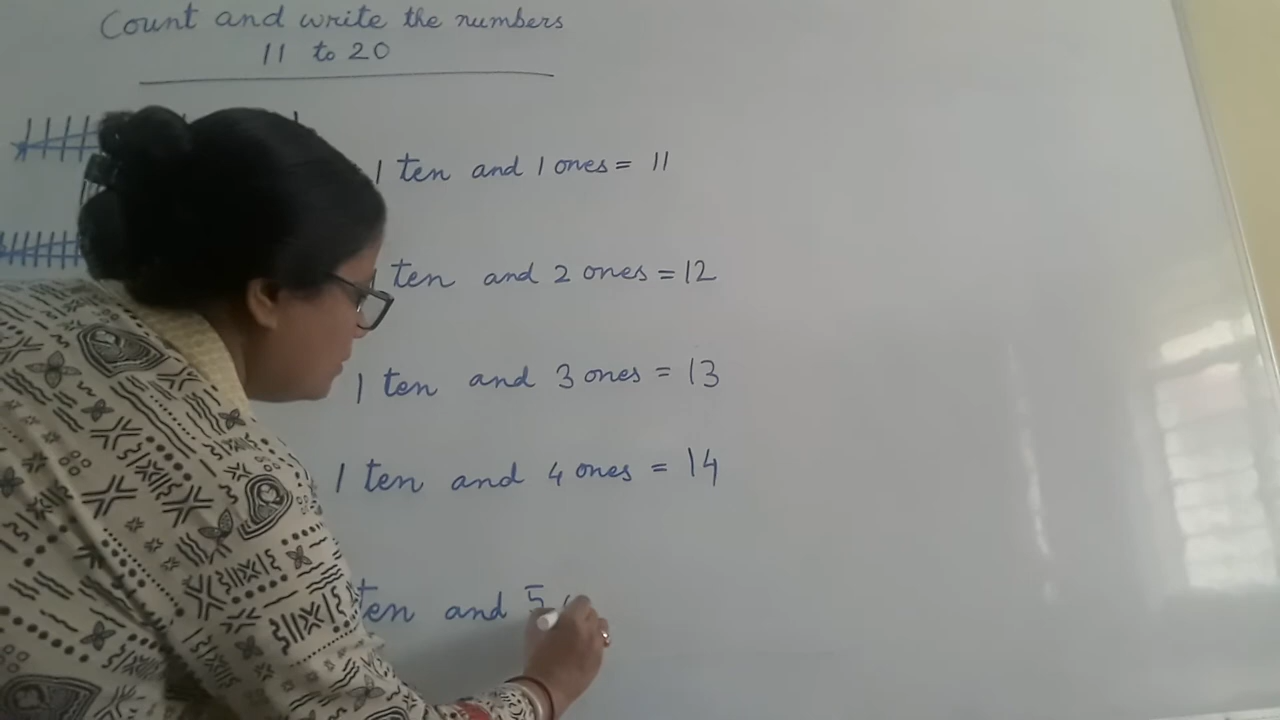 Count and write the numbers
11 to 20
1 ten and 1 ones = 11
ten and 2 ones = 12
1 ten and 3 ones = 13
1 ten and 4 ones = 14
ten and 5